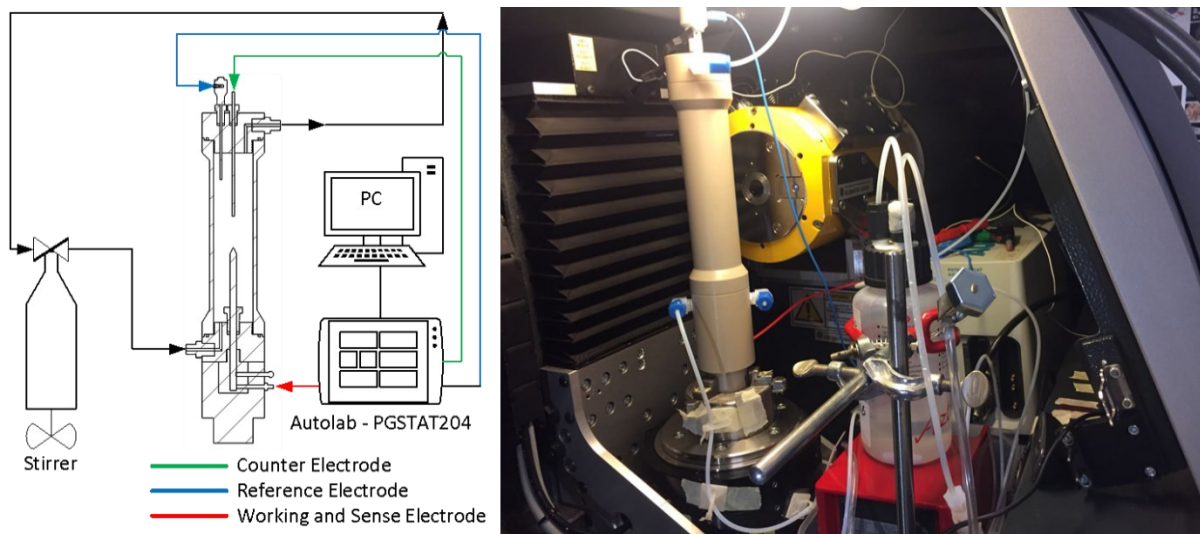 PC
Autolab - PGSTAT204
Stirrer
Counter Electrode
Reference Electrode
Working and Sense Electrode